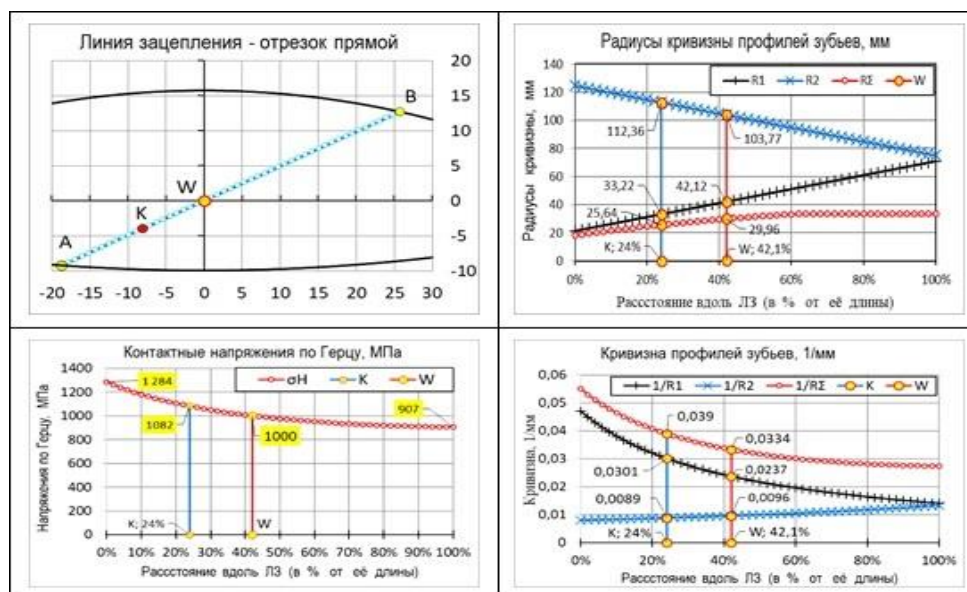 Линия зацепления - отрезок прямой
20
15
10
5
0
-5
-10
-20 -15 -10 -5 0 5 10 15 20 25 30
A
K
W
B
Радиусы кривизны профилей зубьев, мм
Радиусы кривизны, мм
140
120
100
80
60
40
20
0
R1 R2 RΣ W
112,36
103,77
33,22
42,12
25,64
29,96
K; 24%
W; 42,1%
0% 20% 40% 60% 80% 100%
Расстояние вдоль ЛЗ (в % от её длины)
Контактные напряжения по Герцу, МПа
Напряжения по Герцу, МПа
1400
1200
1000
800
600
400
200
0
σH K W
1 284
1082
1000
907
K; 24%
W
0% 10% 20% 30% 40% 50% 60% 70% 80% 90% 100%
Расстояние вдоль ЛЗ (в % от её длины)
Кривизна профилей зубьев, 1/мм
Кривизна, 1/мм
0,06
0,05
0,04
0,03
0,02
0,01
0
1/R1 1/R2 1/RΣ K W
0,039
0,0334
0,0301
0,0237
0,0089
0,0096
K; 24%
W; 42,1%
0% 20% 40% 60% 80% 100%
Расстояние вдоль ЛЗ (в % от её длины)